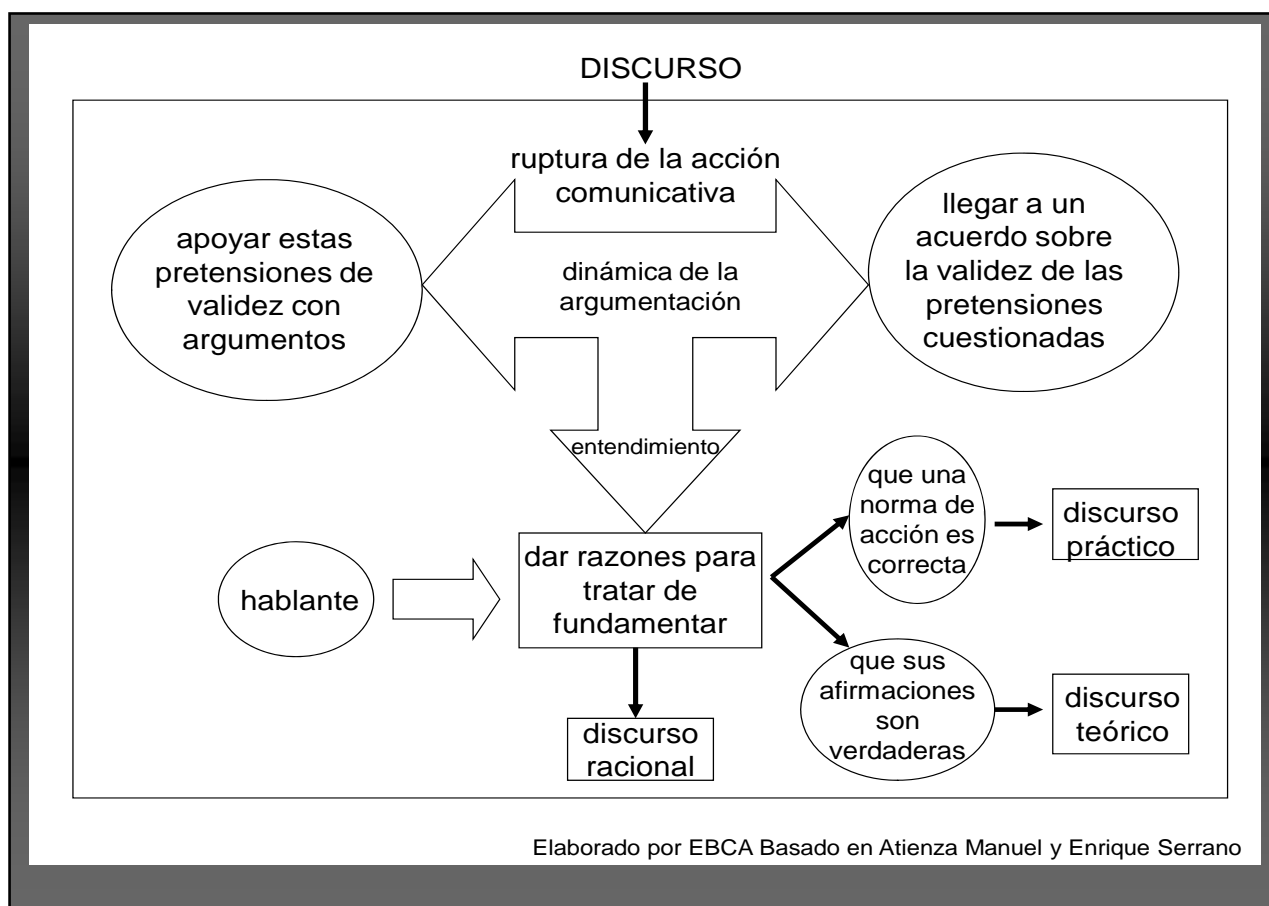 DISCURSO
ruptura de la acción
comunicativa
apoyar estas
pretensiones de
validez con
argumentos
dinámica de la
argumentación
llegar a un
acuerdo sobre
la validez de las
pretensiones
cuestionadas
entendimiento
hablante
dar razones para
tratar de
fundamentar
que una
norma de
acción es
correcta
discurso
práctico
que sus
afirmaciones
son
verdaderas
discurso
teórico
discurso
racional
Elaborado por EBCA Basado en Atienza Manuel y Enrique Serrano